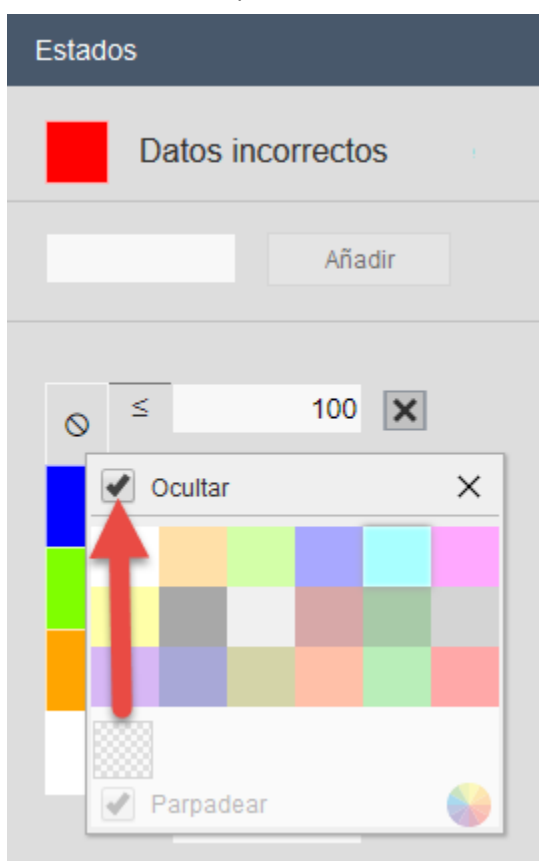 Estados
Datos incorrectos
Añadir
≤ 100
Ocultar
Parpadear